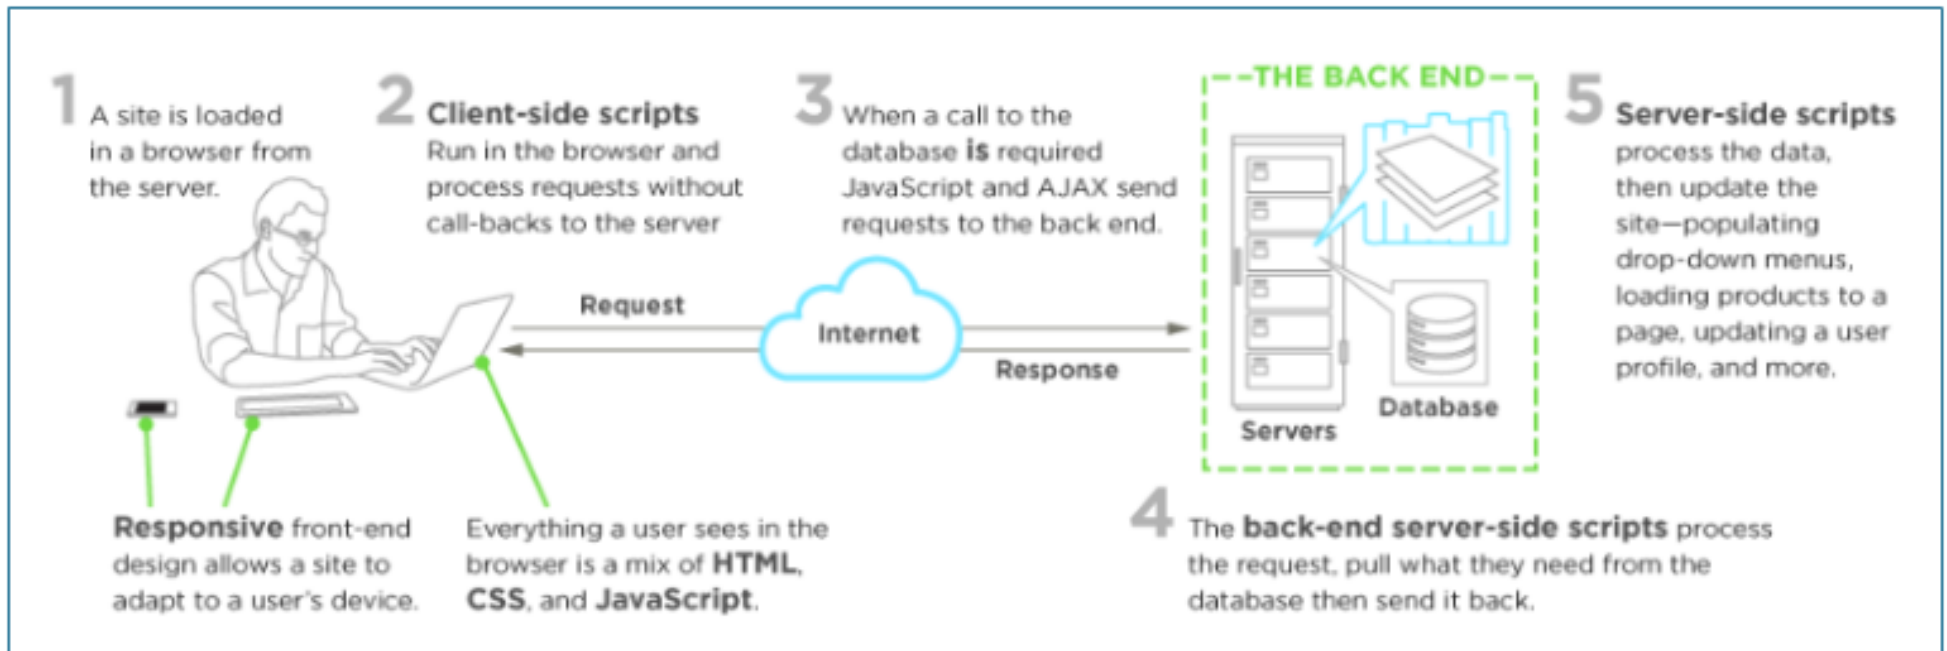 1
A site is loaded
in a browser from
the server.
2
Client-side scripts
Run in the browser and
process requests without
call-backs to the server
3
When a call to the
database is required
JavaScript and AJAX send
requests to the back end.
THE BACK END
5
Server-side scripts
process the data,
then update the
site—populating
drop-down menus,
loading products to a
page, updating a user
profile, and more.
Request
Internet
Response
Servers
Database
Responsive front-end
design allows a site to
adapt to a user's device.
Everything a user sees in the
browser is a mix of HTML,
CSS, and JavaScript.
4
The back-end server-side scripts process
the request, pull what they need from the
database then send it back.